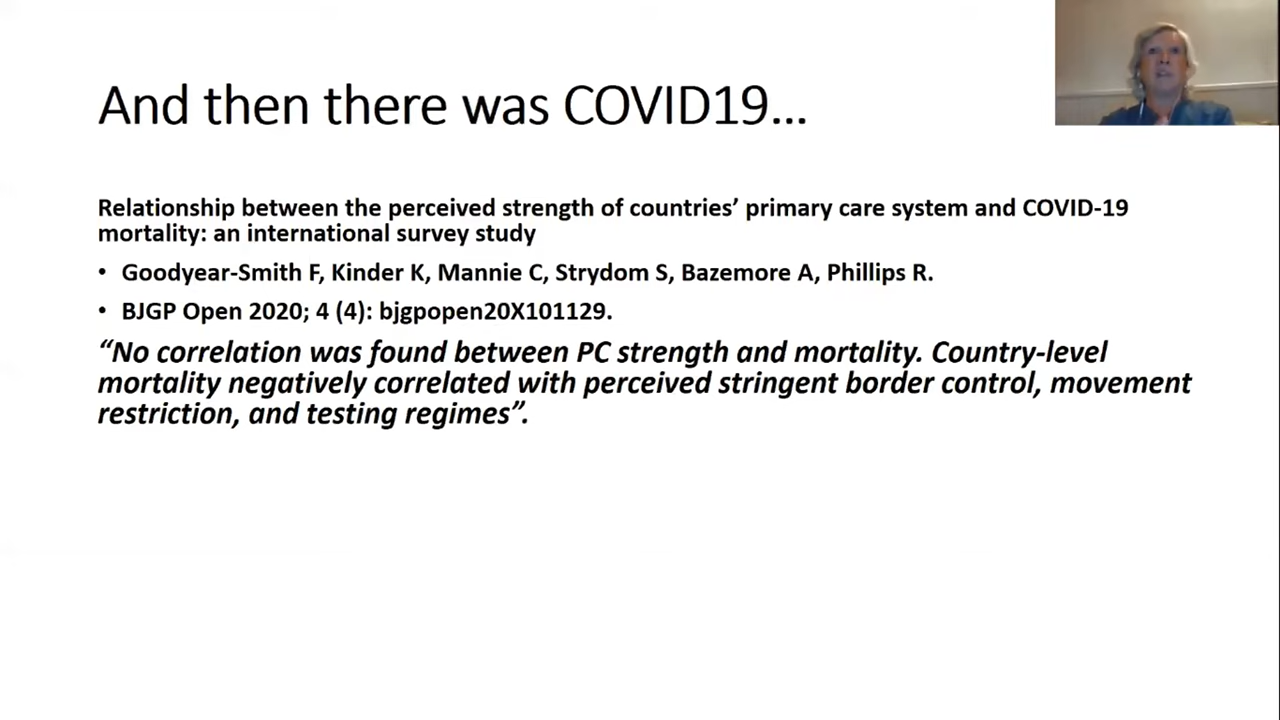 And then there was COVID19...
Relationship between the perceived strength of countries’ primary care system and COVID-19
mortality: an international survey study
• Goodyear-Smith F, Kinder K, Mannie C, Strydom S, Bazemore A, Phillips R.
• BJGP Open 2020; 4 (4): bjgpopen20X101129.
“No correlation was found between PC strength and mortality. Country-level
mortality negatively correlated with perceived stringent border control, movement
restriction, and testing regimes”.